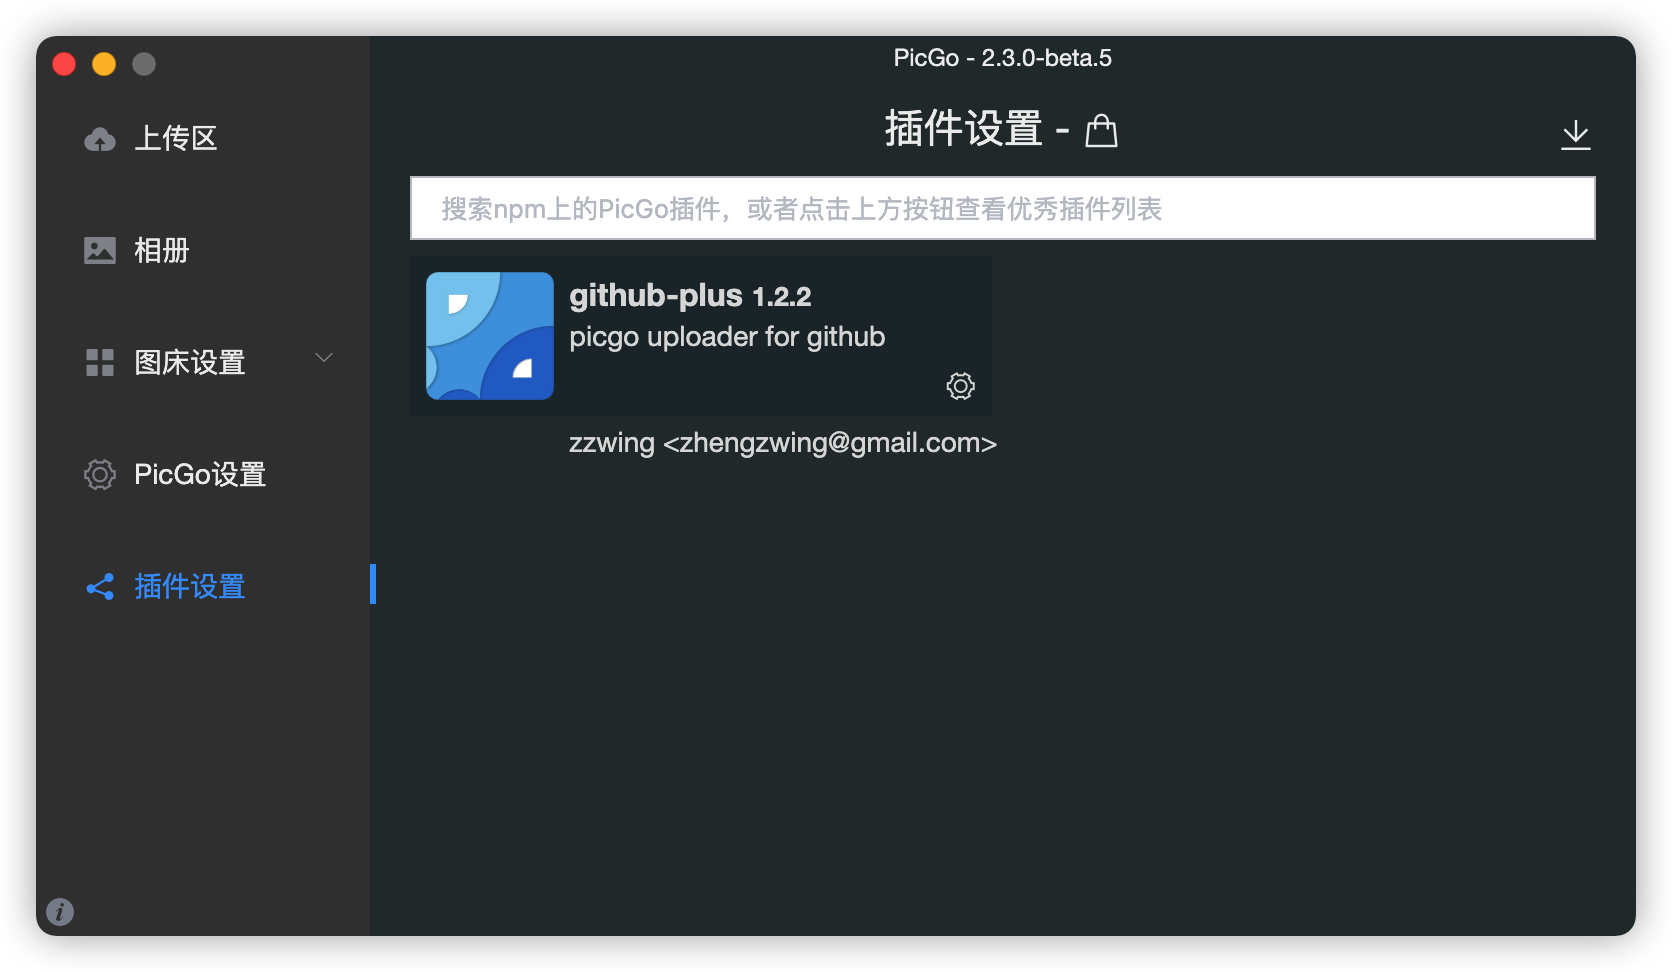 PicGo - 2.3.0-beta.5
上传区
相册
图床设置
PicGo设置
插件设置
插件设置 -
搜索npm上的PicGo插件，或者点击上方按钮查看优秀插件列表
github-plus 1.2.2
picgo uploader for github
zzwing <zhengzwing@gmail.com>